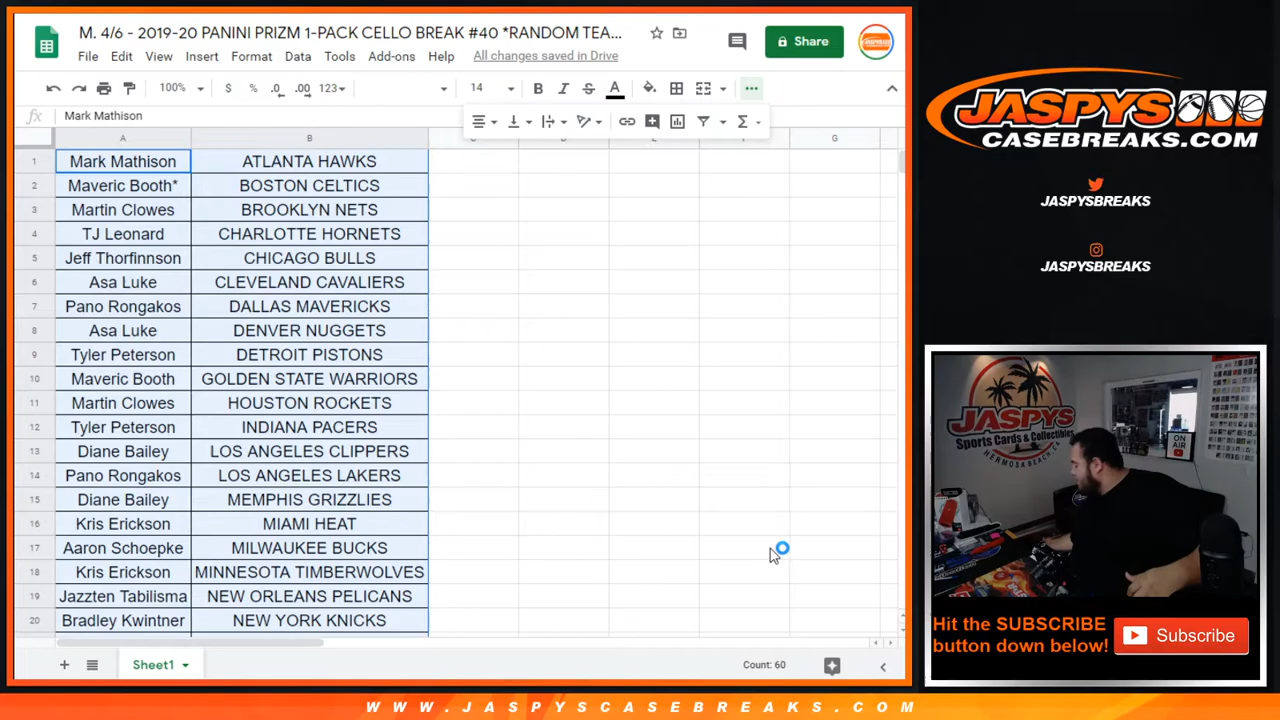 M. 4/6 - 2019-20 PANINI PRIZM 1-PACK CELLO BREAK #40 *RANDOM TEA...
Share
File Edit View Insert Format Data Tools Add-ons Help All changes saved in Drive
100% $ % .0 .00 123 14 B I S A
fx Mark Mathison
A B G
1 Mark Mathison ATLANTA HAWKS
2 Maveric Booth* BOSTON CELTICS
3 Martin Clowes BROOKLYN NETS
4 TJ Leonard CHARLOTTE HORNETS
5 Jeff Thorfinnson CHICAGO BULLS
6 Asa Luke CLEVELAND CAVALIERS
7 Pano Rongakos DALLAS MAVERICKS
8 Asa Luke DENVER NUGGETS
9 Tyler Peterson DETROIT PISTONS
10 Maveric Booth GOLDEN STATE WARRIORS
11 Martin Clowes HOUSTON ROCKETS
12 Tyler Peterson INDIANA PACERS
13 Diane Bailey LOS ANGELES CLIPPERS
14 Pano Rongakos LOS ANGELES LAKERS
15 Diane Bailey MEMPHIS GRIZZLIES
16 Kris Erickson MIAMI HEAT
17 Aaron Schoepke MILWAUKEE BUCKS
18 Kris Erickson MINNESOTA TIMBERWOLVES
19 Jazzten Tabilisma NEW ORLEANS PELICANS
20 Bradley Kwintner NEW YORK KNICKS
Sheet1
Count: 60
JASPYS
CASEBREAKS.COM
JASPYSBREAKS
JASPYSBREAKS
JASPYS
Sports Cards & Collectibles
HERMOSA BEACH, CA
ON AIR
Hit the SUBSCRIBE
button down below!
Subscribe
WWW.JASPYSCASEBREAKS.COM